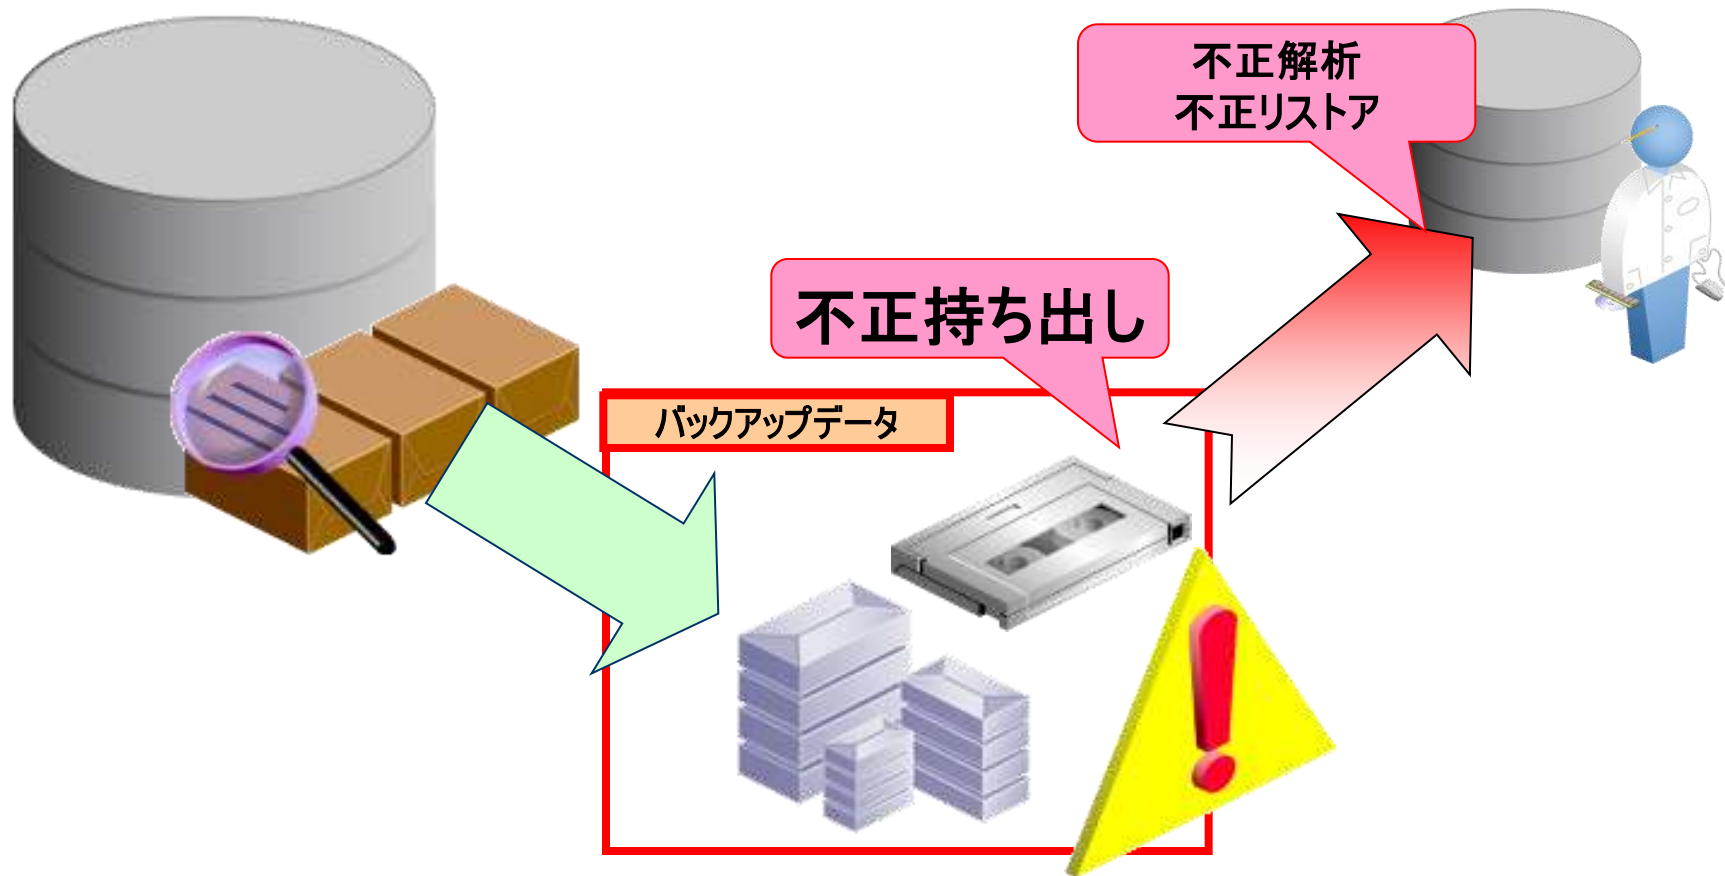 不正解析
不正リストア
不正持ち出し
バックアップデータ